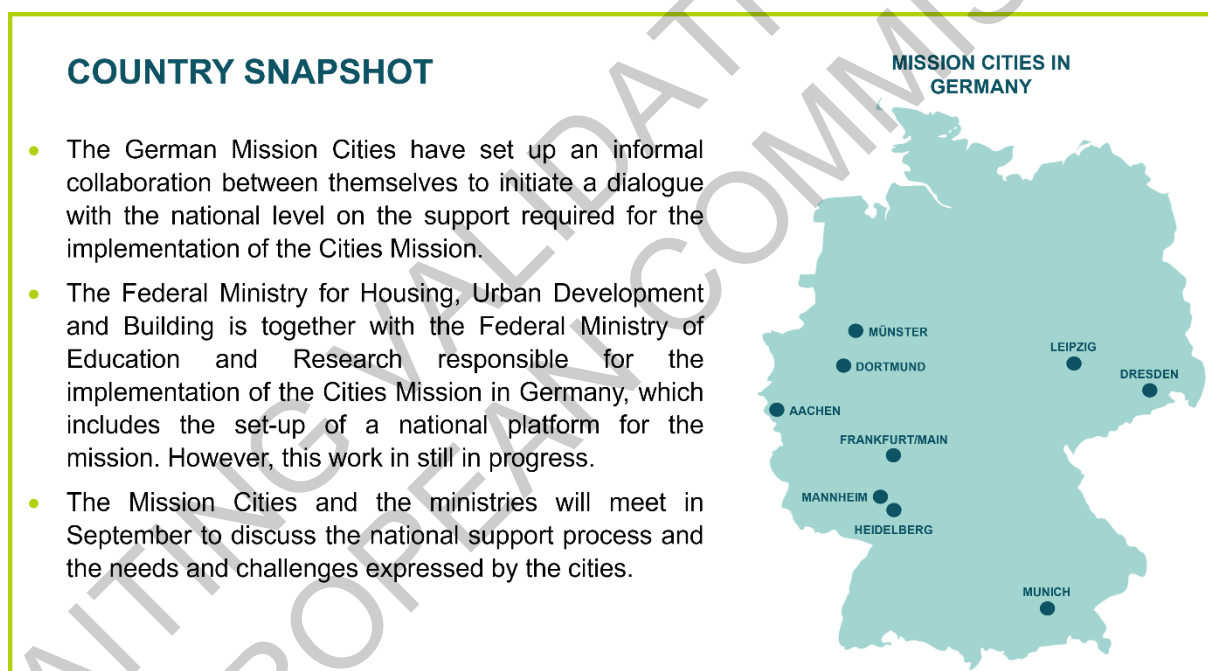 COUNTRY SNAPSHOT
The German Mission Cities have set up an informal
collaboration between themselves to initiate a dialogue
with the national level on the support required for the
implementation of the Cities Mission.
The Federal Ministry for Housing, Urban Development
and Building is together with the Federal Ministry of
Education and Research responsible for the
implementation of the Cities Mission in Germany, which
includes the set-up of a national platform for the
mission. However, this work in still in progress.
The Mission Cities and the ministries will meet in
September to discuss the national support process and
the needs and challenges expressed by the cities.
MISSION CITIES IN
GERMANY
MÜNSTER
LEIPZIG
DORTMUND
DRESDEN
AACHEN
FRANKFURT/MAIN
MANNHEIM
HEIDELBERG
MUNICH